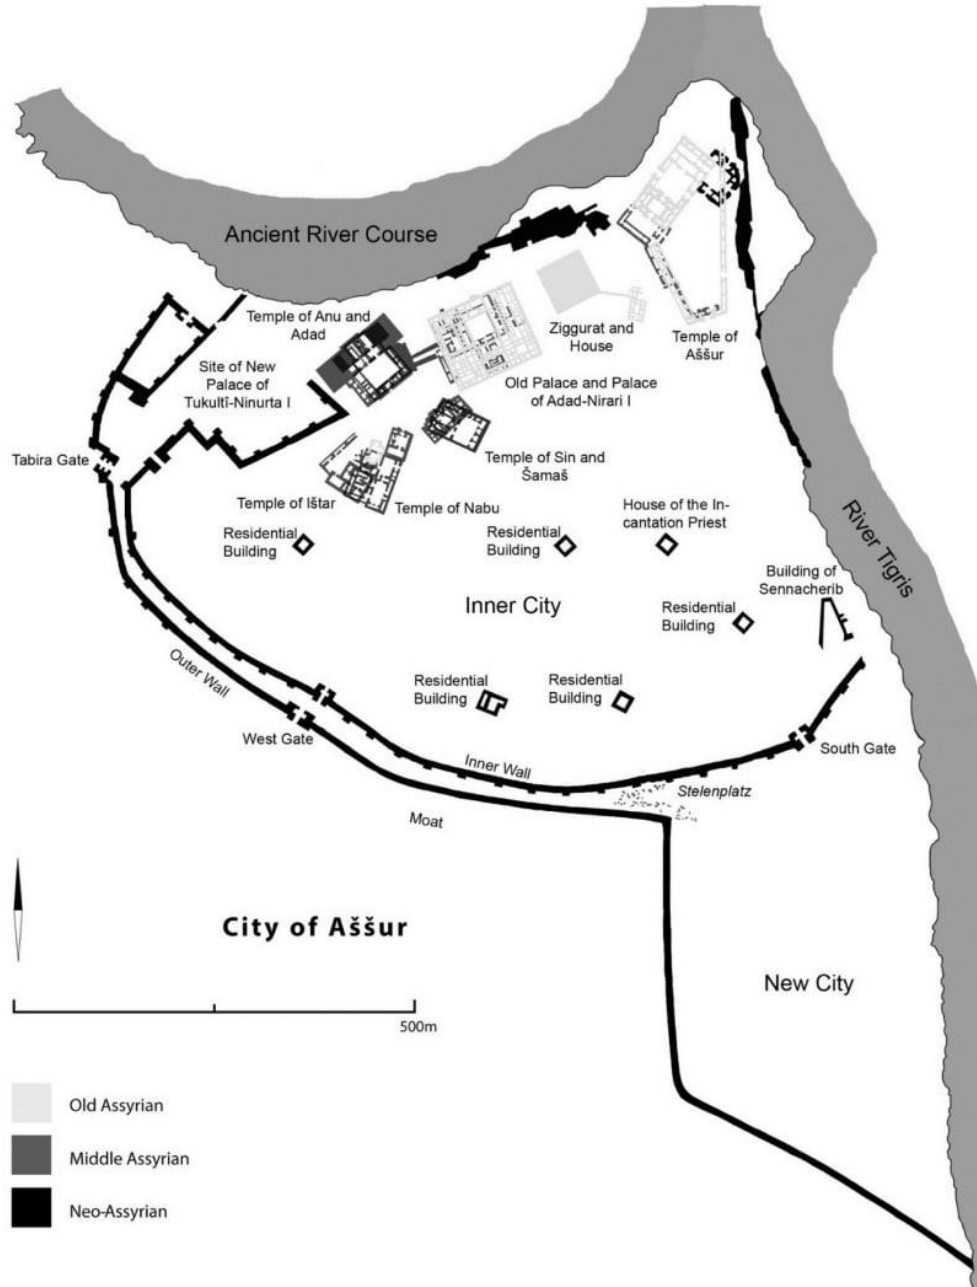 Ancient River Course
Temple of Anu and
Adad
Ziggurat and
House
Temple of
Aššur
Site of New
Palace of
Tukultī-Ninurta I
Old Palace and Palace
of Adad-Nirari I
Tabira Gate
Temple of Sin and
Šamaš
Temple of Ištar
Temple of Nabu
House of the In-
cantation Priest
Residential
Building
Residential
Building
River Tigris
Building of
Sennacherib
Inner City
Residential
Building
Outer Wall
Residential
Building
Residential
Building
West Gate
South Gate
Inner Wall
Stelenplatz
Moat
City of Aššur
New City
500m
Old Assyrian
Middle Assyrian
Neo-Assyrian